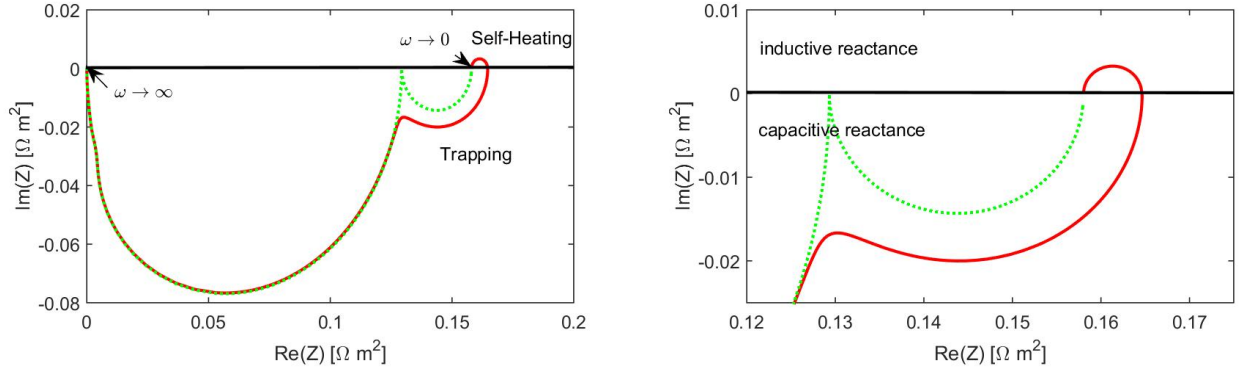 0
-0.02
-0.04
-0.06
-0.08
Im(Z) [Ω m²]
0
0.05
0.1
0.15
0.2
Re(Z) [Ω m²]
ω → 0
Self-Heating
ω → ∞
Trapping
0.01
0
-0.01
-0.02
Im(Z) [Ω m²]
0.12
0.13
0.14
0.15
0.16
0.17
Re(Z) [Ω m²]
inductive reactance
capacitive reactance